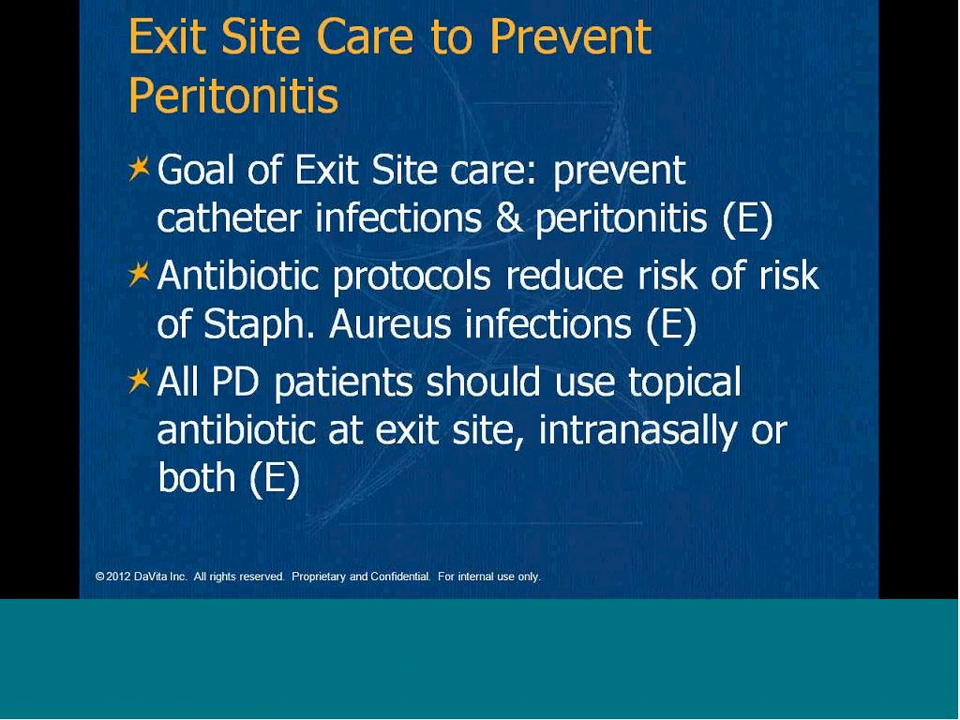 Exit Site Care to Prevent
Peritonitis
Goal of Exit Site care: prevent
catheter infections & peritonitis (E)
Antibiotic protocols reduce risk of risk
of Staph. Aureus infections (E)
All PD patients should use topical
antibiotic at exit site, intranasally or
both (E)
© 2012 DaVita Inc. All rights reserved. Proprietary and Confidential. For internal use only.